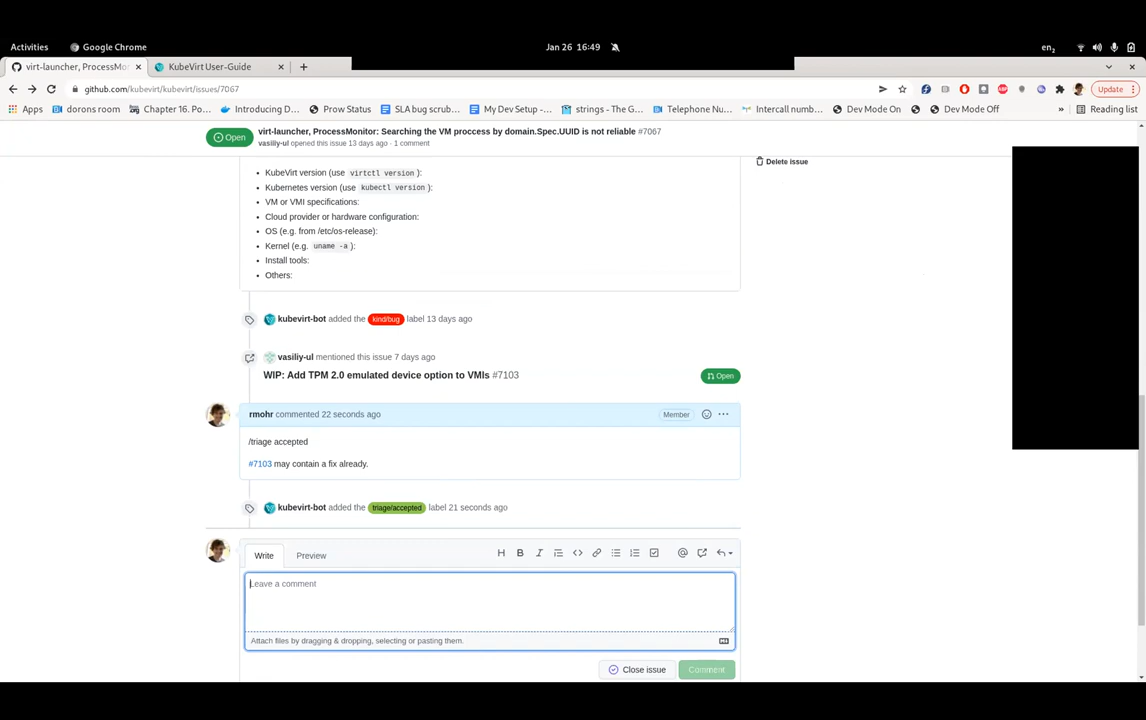 Activities
Google Chrome
Jan 26 16:49
en2
virt-launcher, ProcessMo
KubeVirt User-Guide
github.com/kubevirt/kubevirt/issues/7067
Update
Apps
dorons room
Chapter 16. Po...
Introducing D...
Prow Status
SLA bug scrub...
My Dev Setup -...
strings - The G...
Telephone Nu...
Intercall numb...
Dev Mode On
Dev Mode Off
»
Reading list
Open
virt-launcher, ProcessMonitor: Searching the VM proccess by domain.Spec.UUID is not reliable #7067
vasiliy-ul opened this issue 13 days ago · 1 comment
Delete issue
• KubeVirt version (use virtctl version ):
• Kubernetes version (use kubectl version ):
• VM or VMI specifications:
• Cloud provider or hardware configuration:
• OS (e.g. from /etc/os-release):
• Kernel (e.g. uname -a ):
• Install tools:
• Others:
kubevirt-bot added the kind/bug label 13 days ago
vasiliy-ul mentioned this issue 7 days ago
WIP: Add TPM 2.0 emulated device option to VMIs #7103
Open
rmohr commented 22 seconds ago
Member
/triage accepted
#7103 may contain a fix already.
kubevirt-bot added the triage/accepted label 21 seconds ago
Write
Preview
H B I
Leave a comment
Attach files by dragging & dropping, selecting or pasting them.
Close issue
Comment